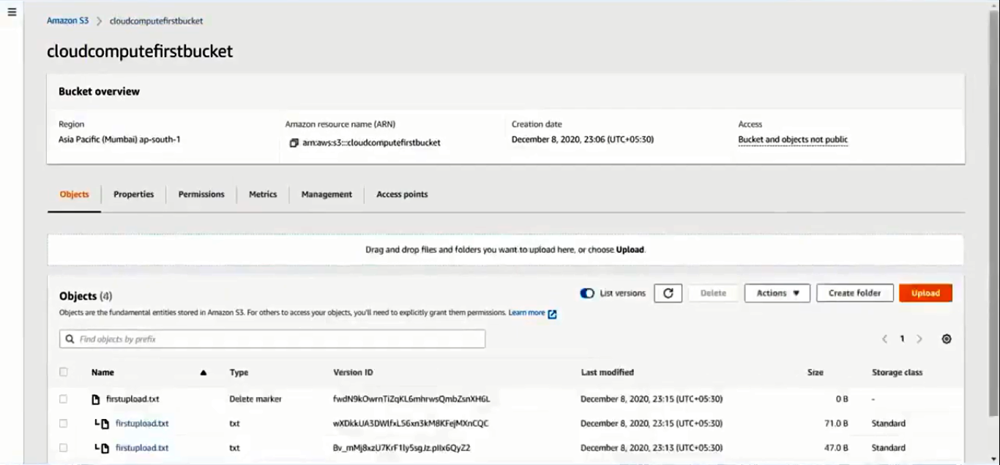 Amazon S3 > cloudcomputefirstbucket
cloudcomputefirstbucket
Bucket overview
Region Amazon resource name (ARN) Creation date Access
Asia Pacific (Mumbai) ap-south-1 arn:aws:s3:::cloudcomputefirstbucket December 8, 2020, 23:06 (UTC+05:30) Bucket and objects not public
Objects Properties Permissions Metrics Management Access points
Drag and drop files and folders you want to upload here, or choose Upload.
Objects (4) List versions Delete Actions Create folder Upload
Objects are the fundamental entities stored in Amazon S3. For others to access your objects, you'll need to explicitly grant them permissions. Learn more
Find objects by prefix 1
Name Type Version ID Last modified Size Storage class
firstupload.txt Delete marker December 8, 2020, 23:15 (UTC+05:30) 0 B -
firstupload.txt txt December 8, 2020, 23:15 (UTC+05:30) 71.0 B Standard
firstupload.txt txt December 8, 2020, 23:13 (UTC+05:30) 47.0 B Standard